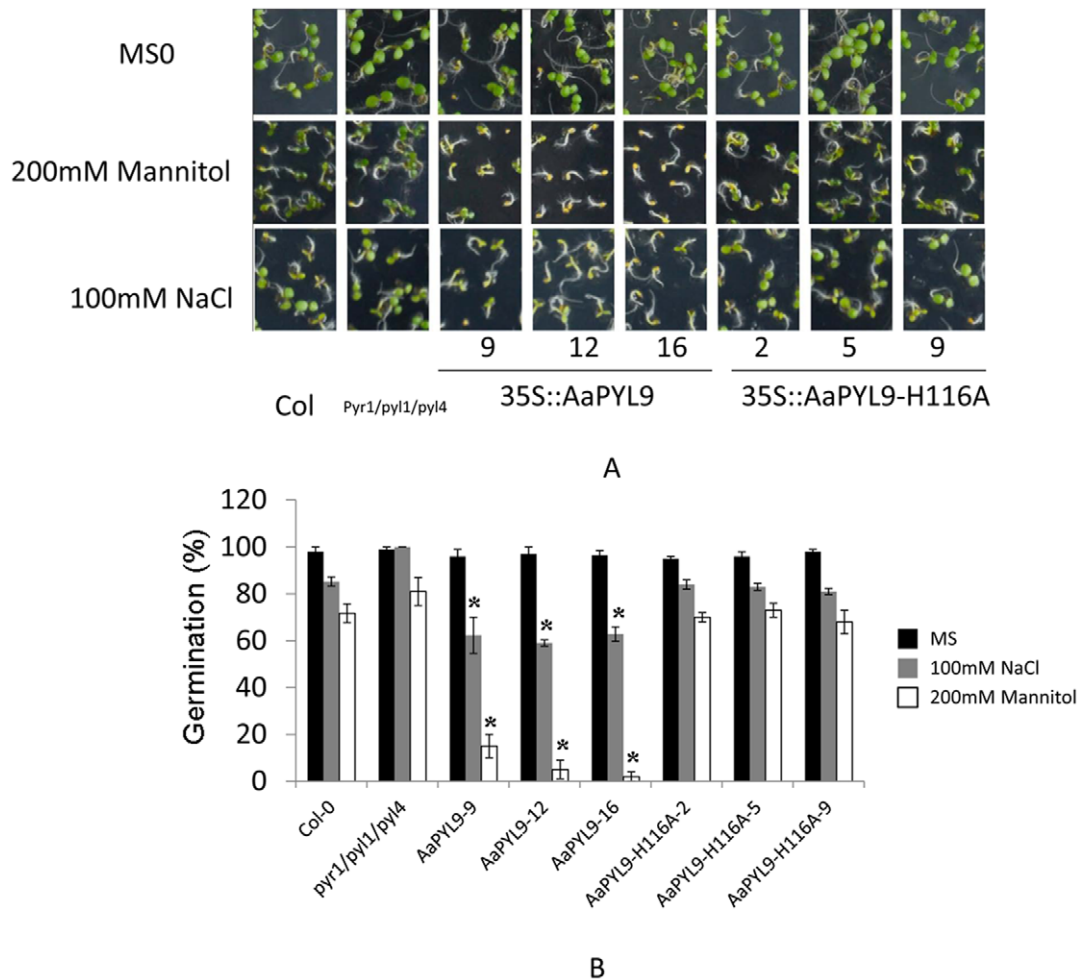 MS0
200mM Mannitol
100mM NaCl
9 12 16 2 5 9
35S::AaPYL9 35S::AaPYL9-H116A
Col Pyr1/pyl1/pyl4
A
120
100
80
60
40
20
0
Germination (%)
* * * * * *
MS
100mM NaCl
200mM Mannitol
Col-0
pyr1/pyl1/pyl4
AaPYL9-9
AaPYL9-12
AaPYL9-16
AaPYL9-H116A-2
AaPYL9-H116A-5
AaPYL9-H116A-9
B